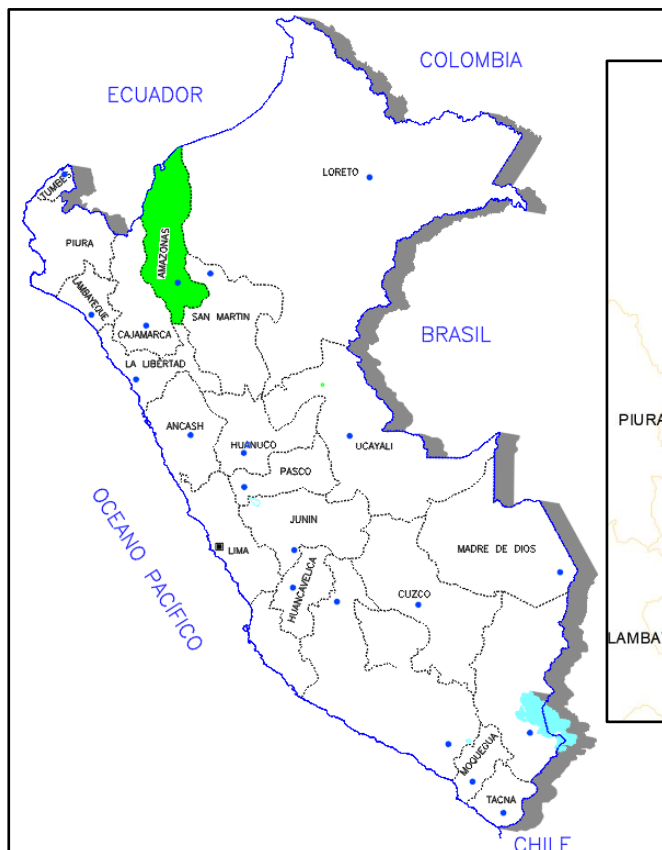 COLOMBIA
ECUADOR
LORETO
TUMBES
PIURA
AMAZONAS
LAMBAYEQUE
SAN MARTIN
CAJAMARCA
BRASIL
LA LIBERTAD
ANCASH
HUANUCO
UCAYALI
PASCO
OCEANO PACÍFICO
JUNIN
LIMA
MADRE DE DIOS
HUANCAVELICA
CUZCO
MOQUEGUA
TACNA
CHILE
PIURA
LAMBA